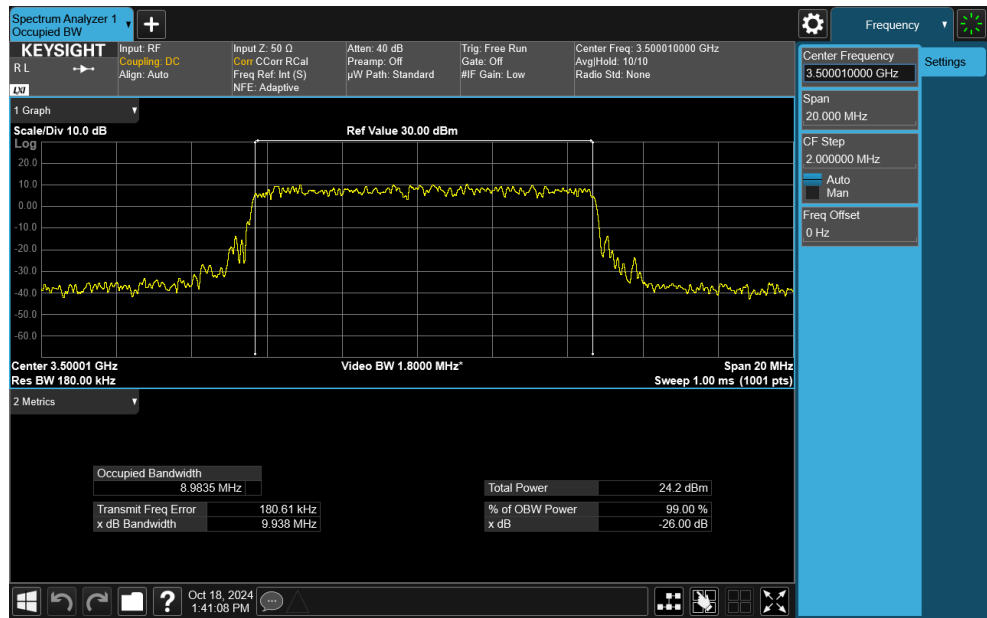 Spectrum Analyzer 1
Occupied BW
Frequency
KEYSIGHT
R L
LXI
Input: RF
Coupling: DC
Align: Auto
Input Z: 50 Ω
Corr CCorr RCal
Freq Ref: Int (S)
NFE: Adaptive
Atten: 40 dB
Preamp: Off
µW Path: Standard
Trig: Free Run
Gate: Off
#IF Gain: Low
Center Freq: 3.500010000 GHz
Avg|Hold: 10/10
Radio Std: None
Center Frequency
3.500010000 GHz
Settings
Span
20.000 MHz
CF Step
2.000000 MHz
Auto
Man
Freq Offset
0 Hz
1 Graph
Scale/Div 10.0 dB
Ref Value 30.00 dBm
Log
20.0
10.0
0.00
-10.0
-20.0
-30.0
-40.0
-50.0
-60.0
Center 3.50001 GHz
Video BW 1.8000 MHz*
Span 20 MHz
Res BW 180.00 kHz
Sweep 1.00 ms (1001 pts)
2 Metrics
Occupied Bandwidth
8.9835 MHz
Total Power
24.2 dBm
Transmit Freq Error
180.61 kHz
% of OBW Power
99.00 %
x dB Bandwidth
9.938 MHz
x dB
-26.00 dB
?
Oct 18, 2024
1:41:08 PM